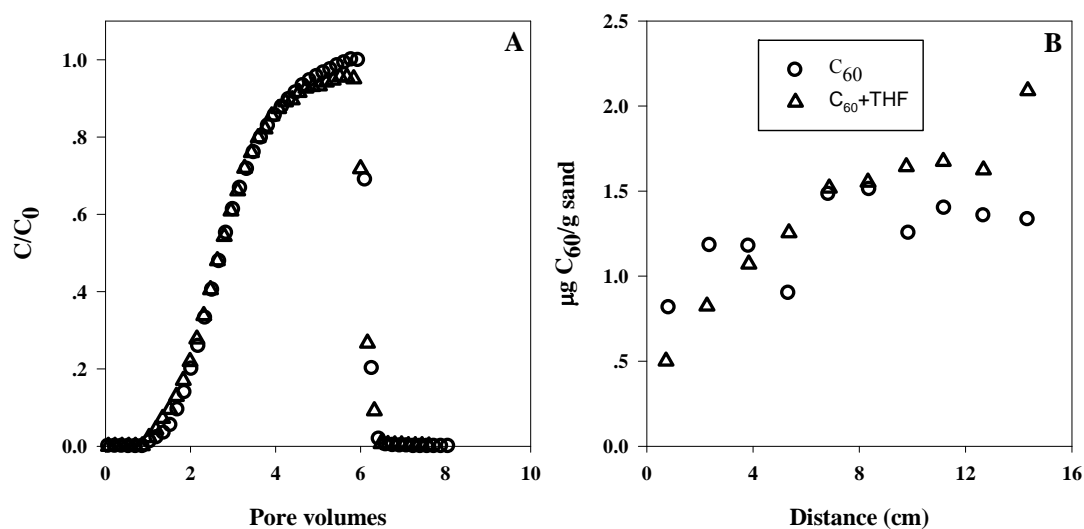 A
C/C0
1.0
.8
.6
.4
.2
0.0
0 2 4 6 8 10
Pore volumes
B
C60
C60+THF
µg C60/g sand
2.5
2.0
1.5
1.0
.5
0.0
0 4 8 12 16
Distance (cm)